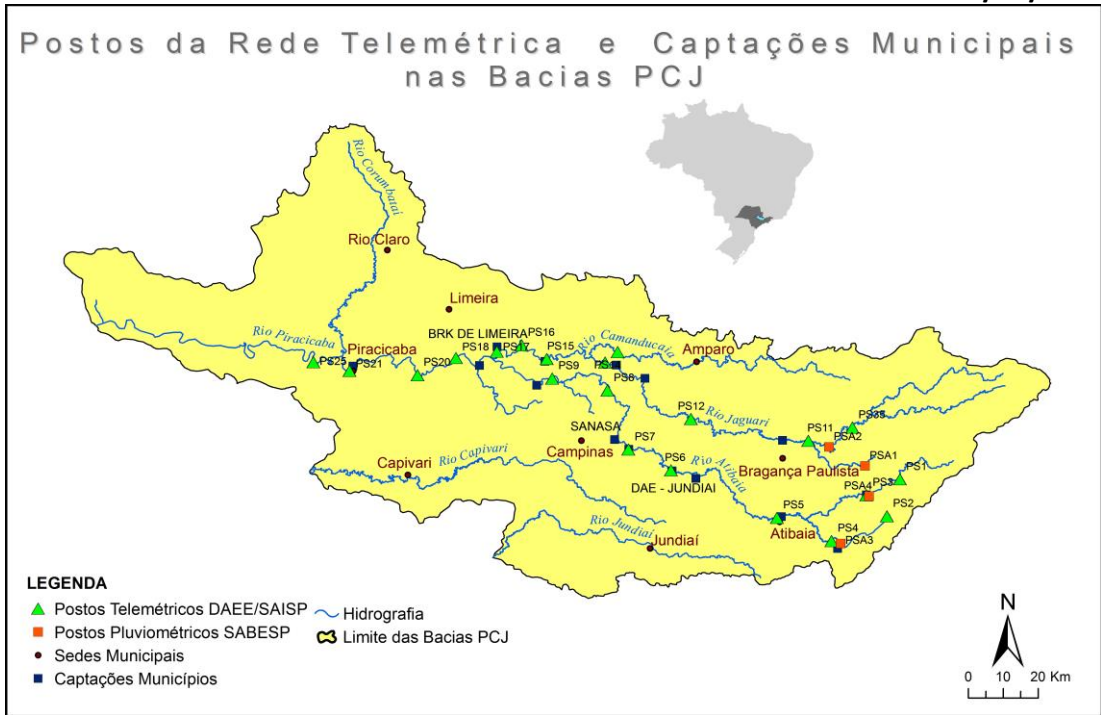 Postos da Rede Telemétrica e Captações Municipais
nas Bacias PCJ
Rio Corumbataí
Rio Claro
Limeira
BRK DE LIMEIRA
PS16
Rio Piracicaba
Piracicaba
PS18
PS17
PS15
Rio Camanducaia
Amparo
PS25
PS21
PS20
PS9
PS8
PS12
Rio Jaguari
PS38
PS11
PSA2
SANASA
Campinas
PS7
PS6
Rio Atibaia
Bragança Paulista
PSA1
Capivari
Rio Capivari
DAE - JUNDIAI
PSA4
PS3
PS1
PS5
PS2
Atibaia
PS4
PSA3
Rio Jundiaí
Jundiaí
LEGENDA
Postos Telemétricos DAEE/SAISP
Hidrografia
Postos Pluviométricos SABESP
Limite das Bacias PCJ
Sedes Municipais
Captações Municípios
N
0 10 20 Km